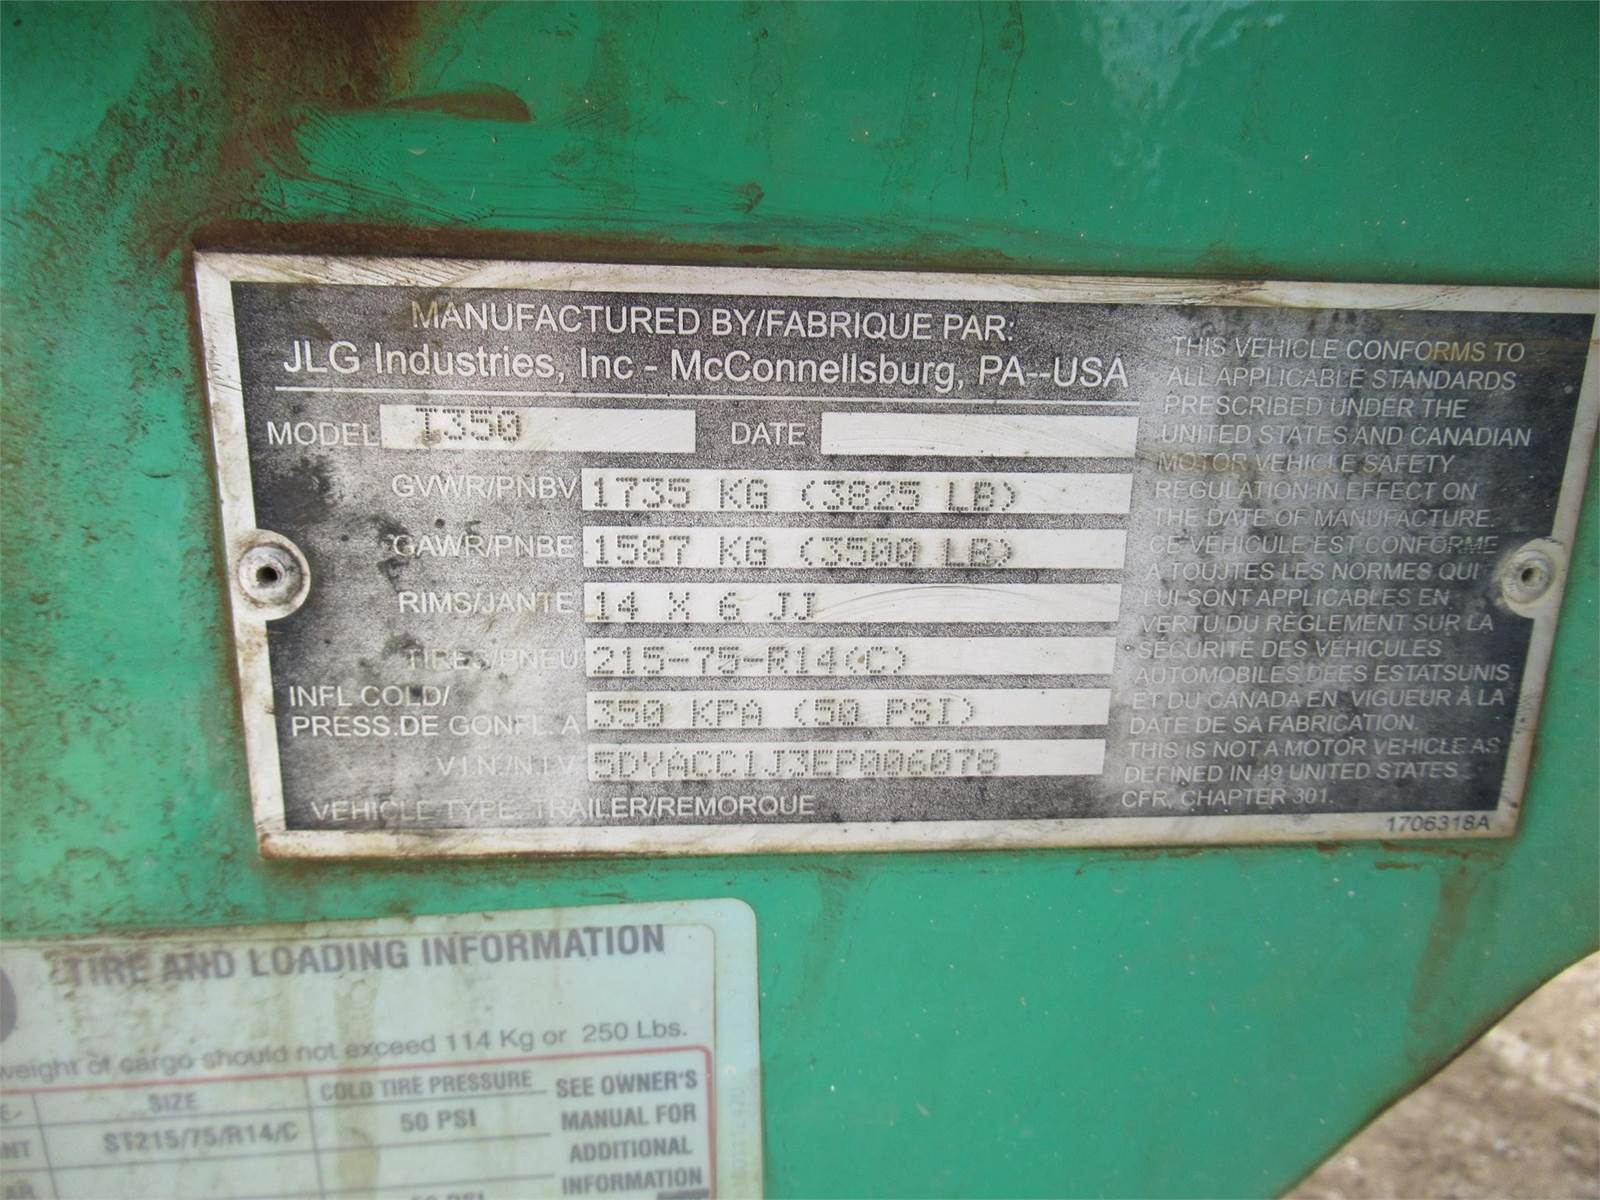 MANUFACTURED BY/FABRIQUE PAR:
JLG Industries, Inc - McConnellsburg, PA--USA
MODEL T350 DATE
GVWR/PNBV 1735 KG (3825 LB)
GAWR/PNBE 1587 KG (3500 LB)
RIMS/JANTE 14 X 6 JJ
TIRES/PNEU 215-75-R14(C)
INFL COLD/
PRESS.DE GONFL. A 350 KPA (50 PSI)
V.I.N./N.I.V 5DYACC1J3EP006078
VEHICLE TYPE: TRAILER/REMORQUE
THIS VEHICLE CONFORMS TO
ALL APPLICABLE STANDARDS
PRESCRIBED UNDER THE
UNITED STATES AND CANADIAN
MOTOR VEHICLE SAFETY
REGULATION IN EFFECT ON
THE DATE OF MANUFACTURE.
CE VÉHICULE EST CONFORME
A TOUJTES LES NORMES QUI
LUI SONT APPLICABLES EN
VERTU DU RÈGLEMENT SUR LA
SÉCURITÉ DES VÉHICULES
AUTOMOBILES DEES ESTATSUNIS
ET DU CANADA EN VIGUEUR À LA
DATE DE SA FABRICATION.
THIS IS NOT A MOTOR VEHICLE AS
DEFINED IN 49 UNITED STATES
CFR, CHAPTER 301.
1706318A
TIRE AND LOADING INFORMATION
weight of cargo should not exceed 114 Kg or 250 Lbs.
SIZE COLD TIRE PRESSURE SEE OWNER'S
ST215/75/R14/C 50 PSI MANUAL FOR
ADDITIONAL
INFORMATION